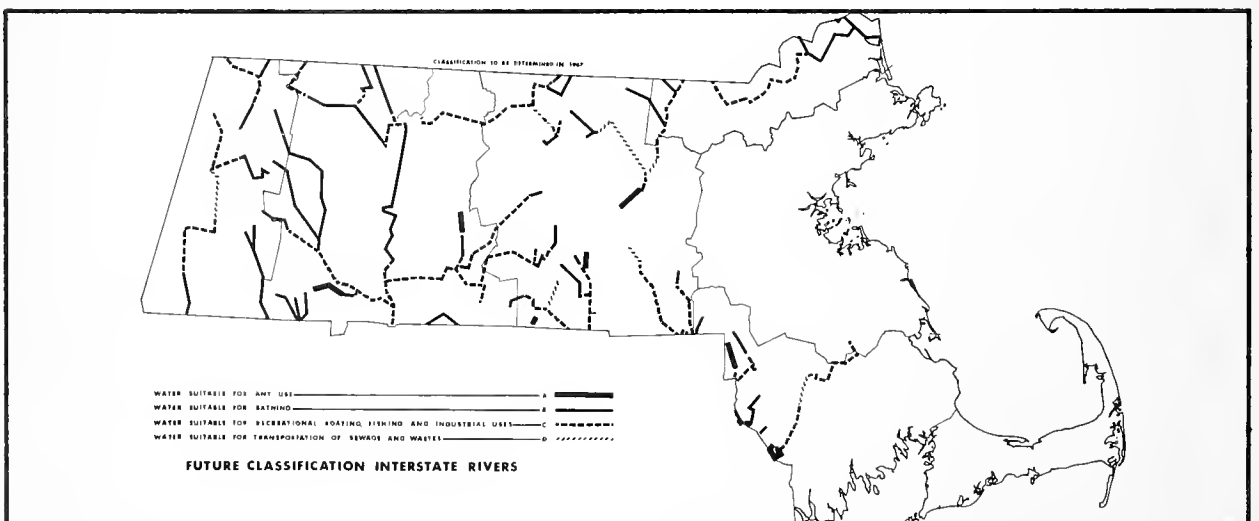 CLASSIFICATION TO BE DETERMINED IN 1967
WATER SUITABLE FOR ANY USE A
WATER SUITABLE FOR BATHING B
WATER SUITABLE FOR RECREATIONAL BOATING, FISHING AND INDUSTRIAL USES C
WATER SUITABLE FOR TRANSPORTATION OF SEWAGE AND WASTES D
FUTURE CLASSIFICATION INTERSTATE RIVERS